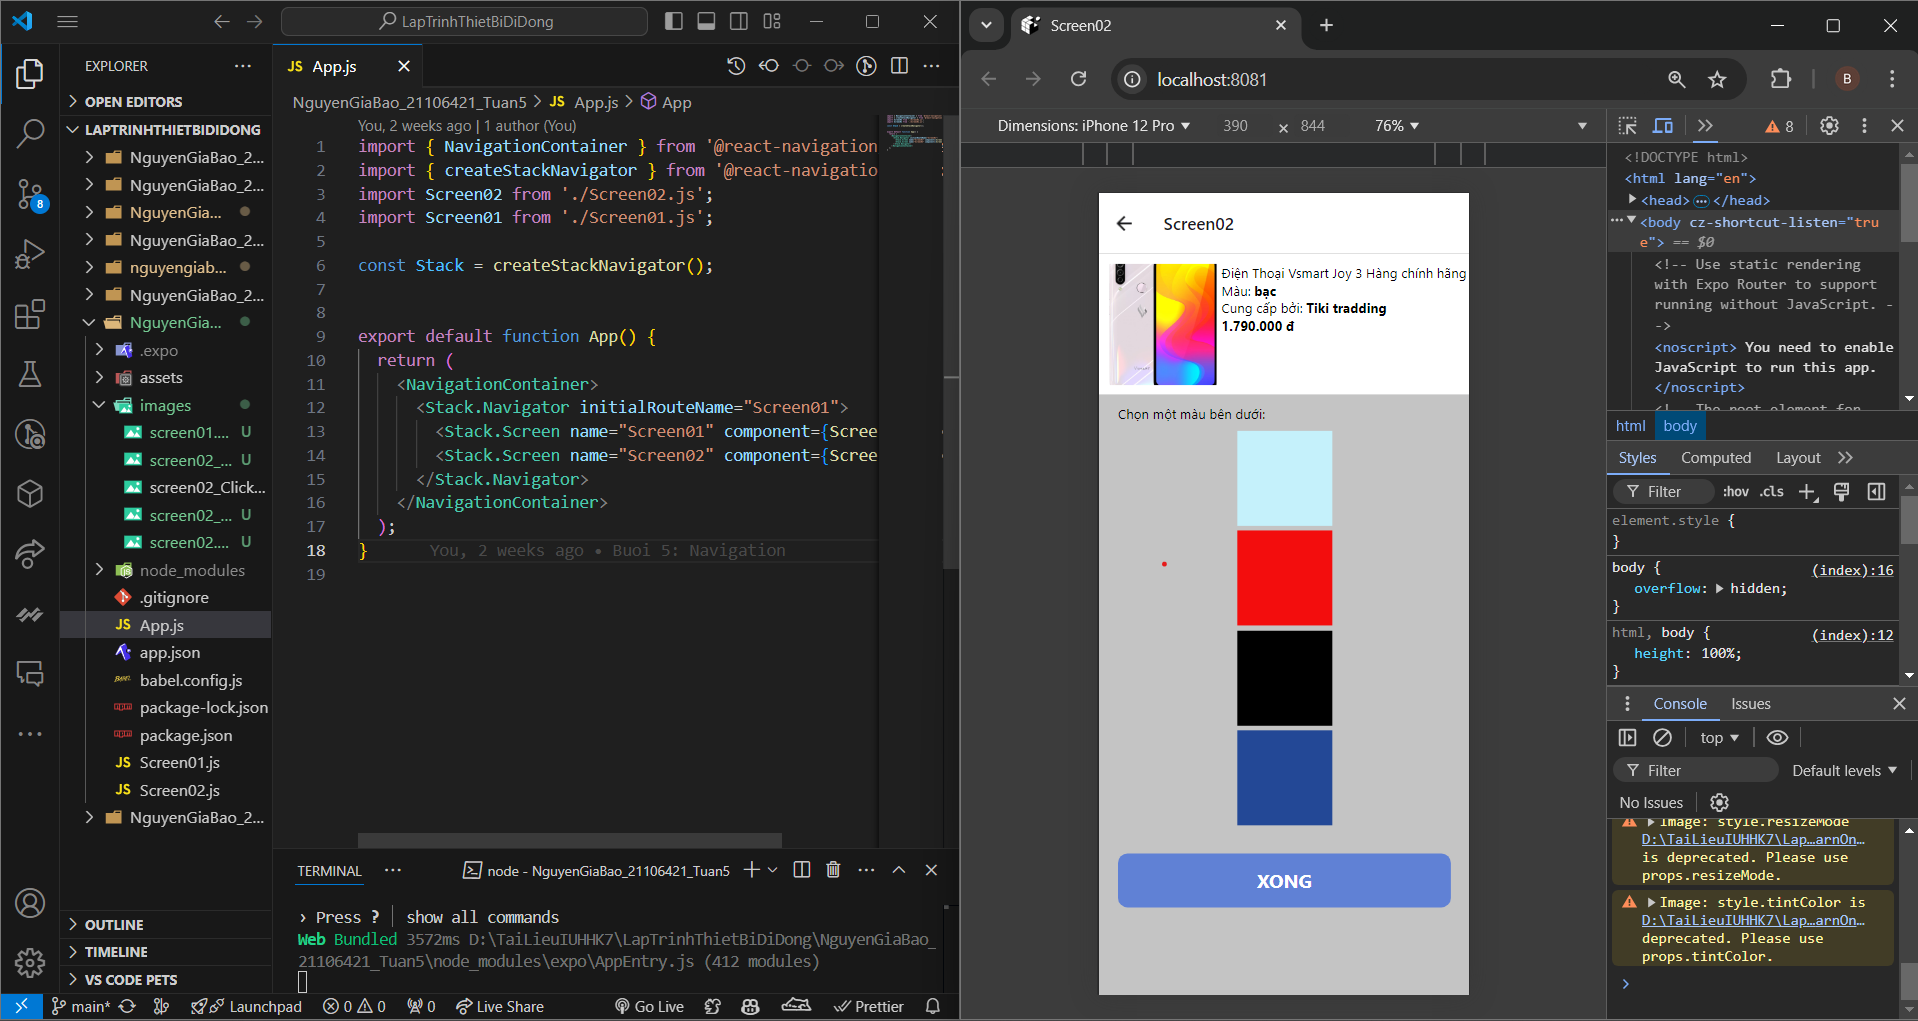 LapTrinhThietBiDiDong
EXPLORER
OPEN EDITORS
LAPTRINHTHIETBIDIDONG
NguyenGiaBao_2...
NguyenGiaBao_2...
NguyenGia...
NguyenGiaBao_2...
nguyengiab...
NguyenGiaBao_2...
NguyenGia...
.expo
assets
images
screen01.... U
screen02_... U
screen02_Click...
screen02_... U
screen02.... U
node_modules
.gitignore
JS App.js
app.json
babel.config.js
package-lock.json
package.json
JS Screen01.js
JS Screen02.js
NguyenGiaBao_2...
OUTLINE
TIMELINE
VS CODE PETS
8
JS App.js
NguyenGiaBao_21106421_Tuan5 > JS App.js > App
You, 2 weeks ago | 1 author (You)
1 import { NavigationContainer } from '@react-navigation
2 import { createStackNavigator } from '@react-navigatio
3 import Screen02 from './Screen02.js';
4 import Screen01 from './Screen01.js';
5
6 const Stack = createStackNavigator();
7
8
9 export default function App() {
10 return (
11 <NavigationContainer>
12 <Stack.Navigator initialRouteName="Screen01">
13 <Stack.Screen name="Screen01" component={Scree
14 <Stack.Screen name="Screen02" component={Scree
15 </Stack.Navigator>
16 </NavigationContainer>
17 );
18 } You, 2 weeks ago • Buoi 5: Navigation
19
TERMINAL
node - NguyenGiaBao_21106421_Tuan5
› Press ? │ show all commands
Web Bundled 3572ms D:\TaiLieuIUHHK7\LapTrinhThietBiDiDong\NguyenGiaBao_
21106421_Tuan5\node_modules\expo\AppEntry.js (412 modules)
main* Launchpad 0 0 0 Live Share Go Live Prettier
Screen02
localhost:8081
B
Dimensions: iPhone 12 Pro 390 × 844 76%
8
Screen02
Điện Thoại Vsmart Joy 3 Hàng chính hãng
Màu: bạc
Cung cấp bởi: Tiki tradding
1.790.000 đ
Chọn một màu bên dưới:
XONG
<!DOCTYPE html>
<html lang="en">
<head> ⋯ </head>
<body cz-shortcut-listen="tru
e"> == $0
<!-- Use static rendering
with Expo Router to support
running without JavaScript. -
->
<noscript> You need to enable
JavaScript to run this app.
</noscript>
<!-- The root element for
html body
Styles Computed Layout
Filter :hov .cls
element.style {
}
body { (index):16
overflow: hidden;
}
html, body { (index):12
height: 100%;
}
Console Issues
top
Filter Default levels
No Issues
Image: style.resizeMode
D:\TaiLieuIUHHK7\Lap…arnOn…
is deprecated. Please use
props.resizeMode.
Image: style.tintColor is
D:\TaiLieuIUHHK7\Lap…arnOn…
deprecated. Please use
props.tintColor.